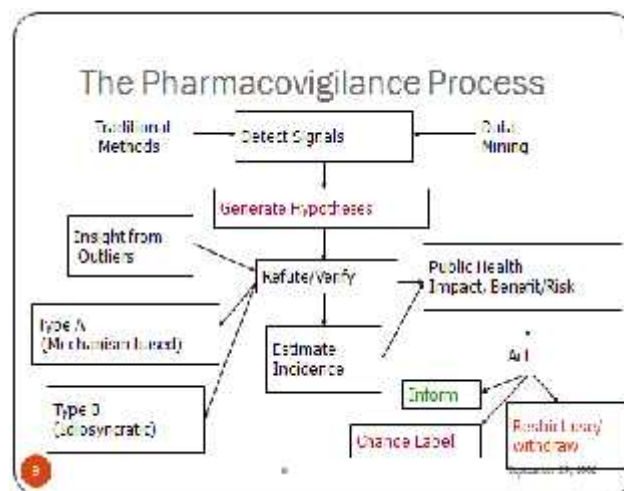 The Pharmacovigilance Process
Traditional
Methods
Detect Signals
Data
Mining
Generate Hypotheses
Insight from
Outliers
Refute/Verify
Public Health
Impact, Benefit/Risk
Type A
(Mechanism based)
Estimate
Incidence
Act
Type B
(Idiosyncratic)
Inform
Change Label
Restrict use/
withdraw